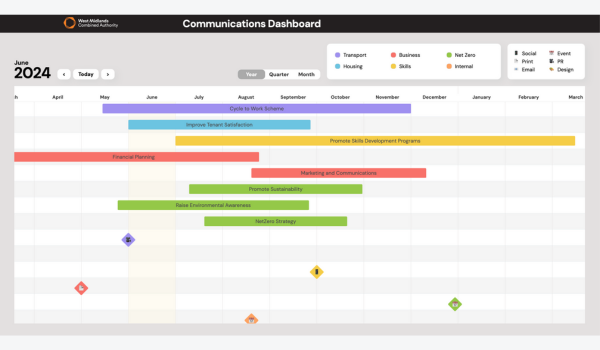 West Midlands
Combined Authority
Communications Dashboard
June
2024
‹ Today ›
Year Quarter Month
Transport Business Net Zero
Housing Skills Internal
Social Event
Print PR
Email Design
h April May June July August September October November December January February March
Cycle to Work Scheme
Improve Tenant Satisfaction
Promote Skills Development Programs
Financial Planning
Marketing and Communications
Promote Sustainability
Raise Environmental Awareness
NetZero Strategy